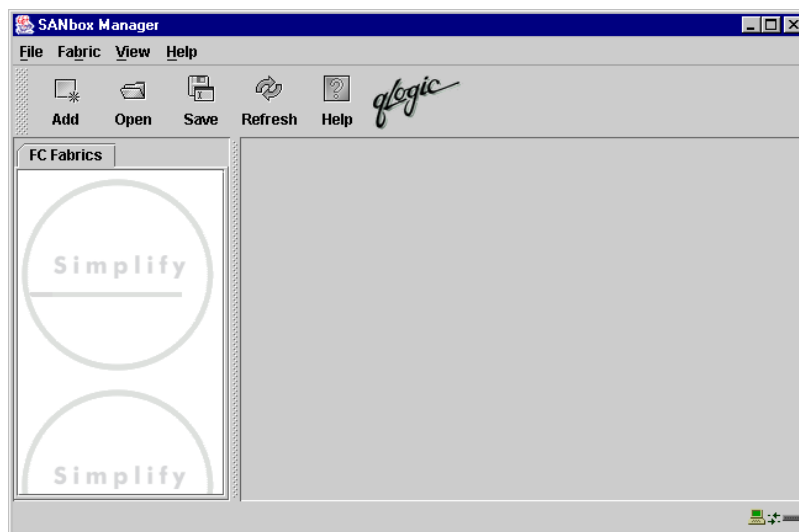 SANbox Manager
File Fabric View Help
Add Open Save Refresh Help qlogic
FC Fabrics
Simplify
Simplify